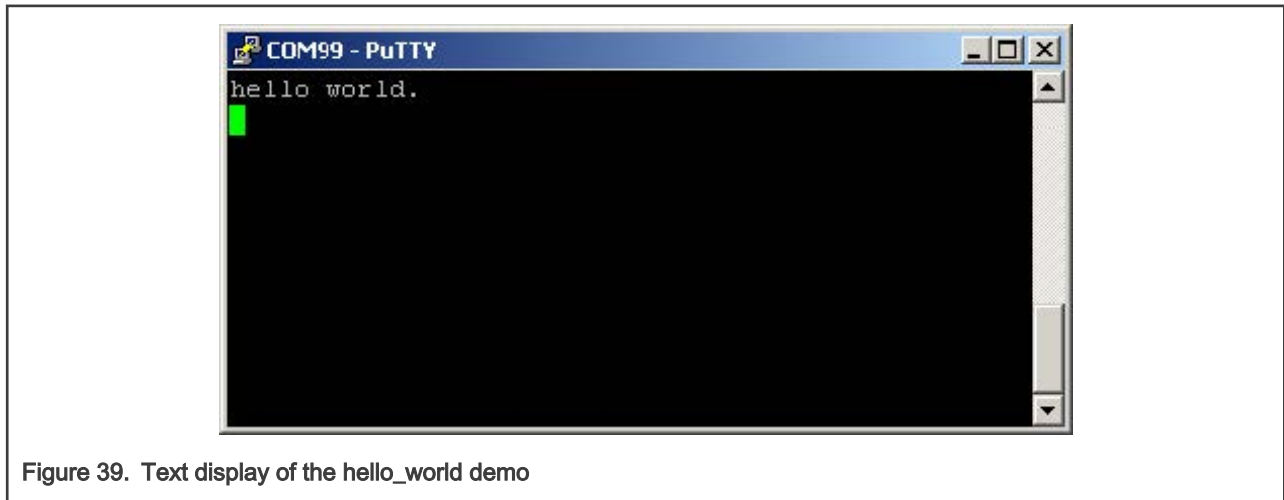 COM99 - PuTTY
hello world.
Figure 39. Text display of the hello_world demo